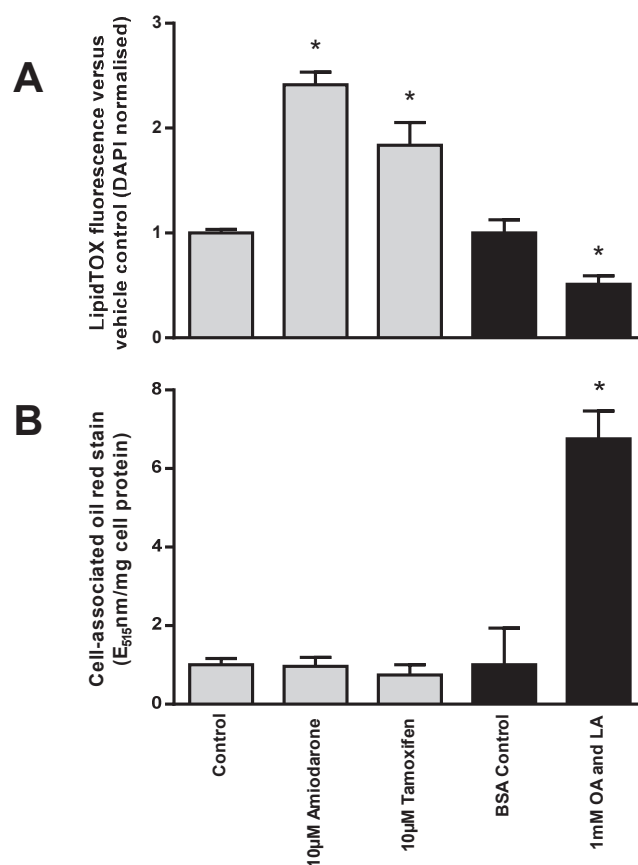 A
LipidTOX fluorescence versus
vehicle control (DAPI normalised)
3
2
1
0
*
*
*
B
Cell-associated oil red stain
(E₅₁₅nm/mg cell protein)
8
6
4
2
0
*
Control
10µM Amiodarone
10µM Tamoxifen
BSA Control
1mM OA and LA